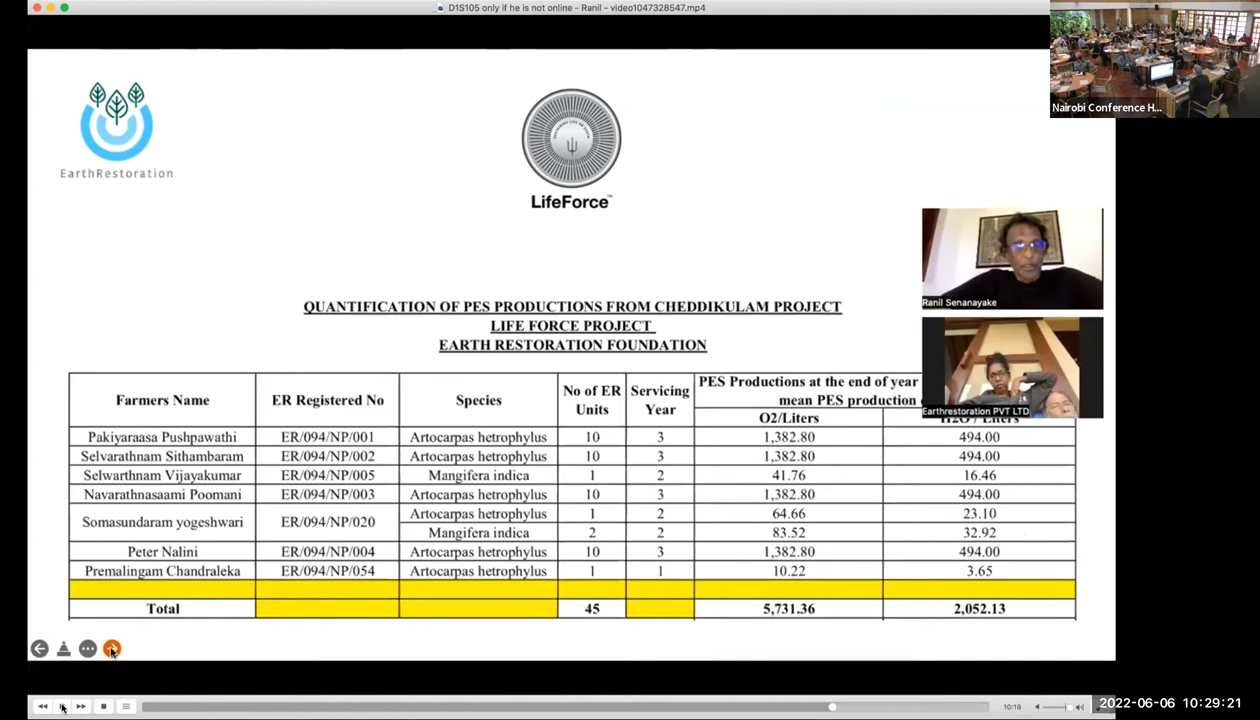 D1S105 only if he is not online - Ranil - video1047328547.mp4
Nairobi Conference H...
EarthRestoration
LifeForce™
Ranil Senanayake
Earthrestoration PVT LTD
QUANTIFICATION OF PES PRODUCTIONS FROM CHEDDIKULAM PROJECT
LIFE FORCE PROJECT
EARTH RESTORATION FOUNDATION
Farmers Name ER Registered No Species No of ER Units Servicing Year PES Productions at the end of year
mean PES production
O2/Liters H2O / Liters
Pakiyaraasa Pushpawathi ER/094/NP/001 Artocarpas hetrophylus 10 3 1,382.80 494.00
Selvarathnam Sithambaram ER/094/NP/002 Artocarpas hetrophylus 10 3 1,382.80 494.00
Selwarthnam Vijayakumar ER/094/NP/005 Mangifera indica 1 2 41.76 16.46
Navarathnasaami Poomani ER/094/NP/003 Artocarpas hetrophylus 10 3 1,382.80 494.00
Somasundaram yogeshwari ER/094/NP/020 Artocarpas hetrophylus 1 2 64.66 23.10
Mangifera indica 2 2 83.52 32.92
Peter Nalini ER/094/NP/004 Artocarpas hetrophylus 10 3 1,382.80 494.00
Premalingam Chandraleka ER/094/NP/054 Artocarpas hetrophylus 1 1 10.22 3.65
Total 45 5,731.36 2,052.13
10:19
2022-06-06 10:29:21